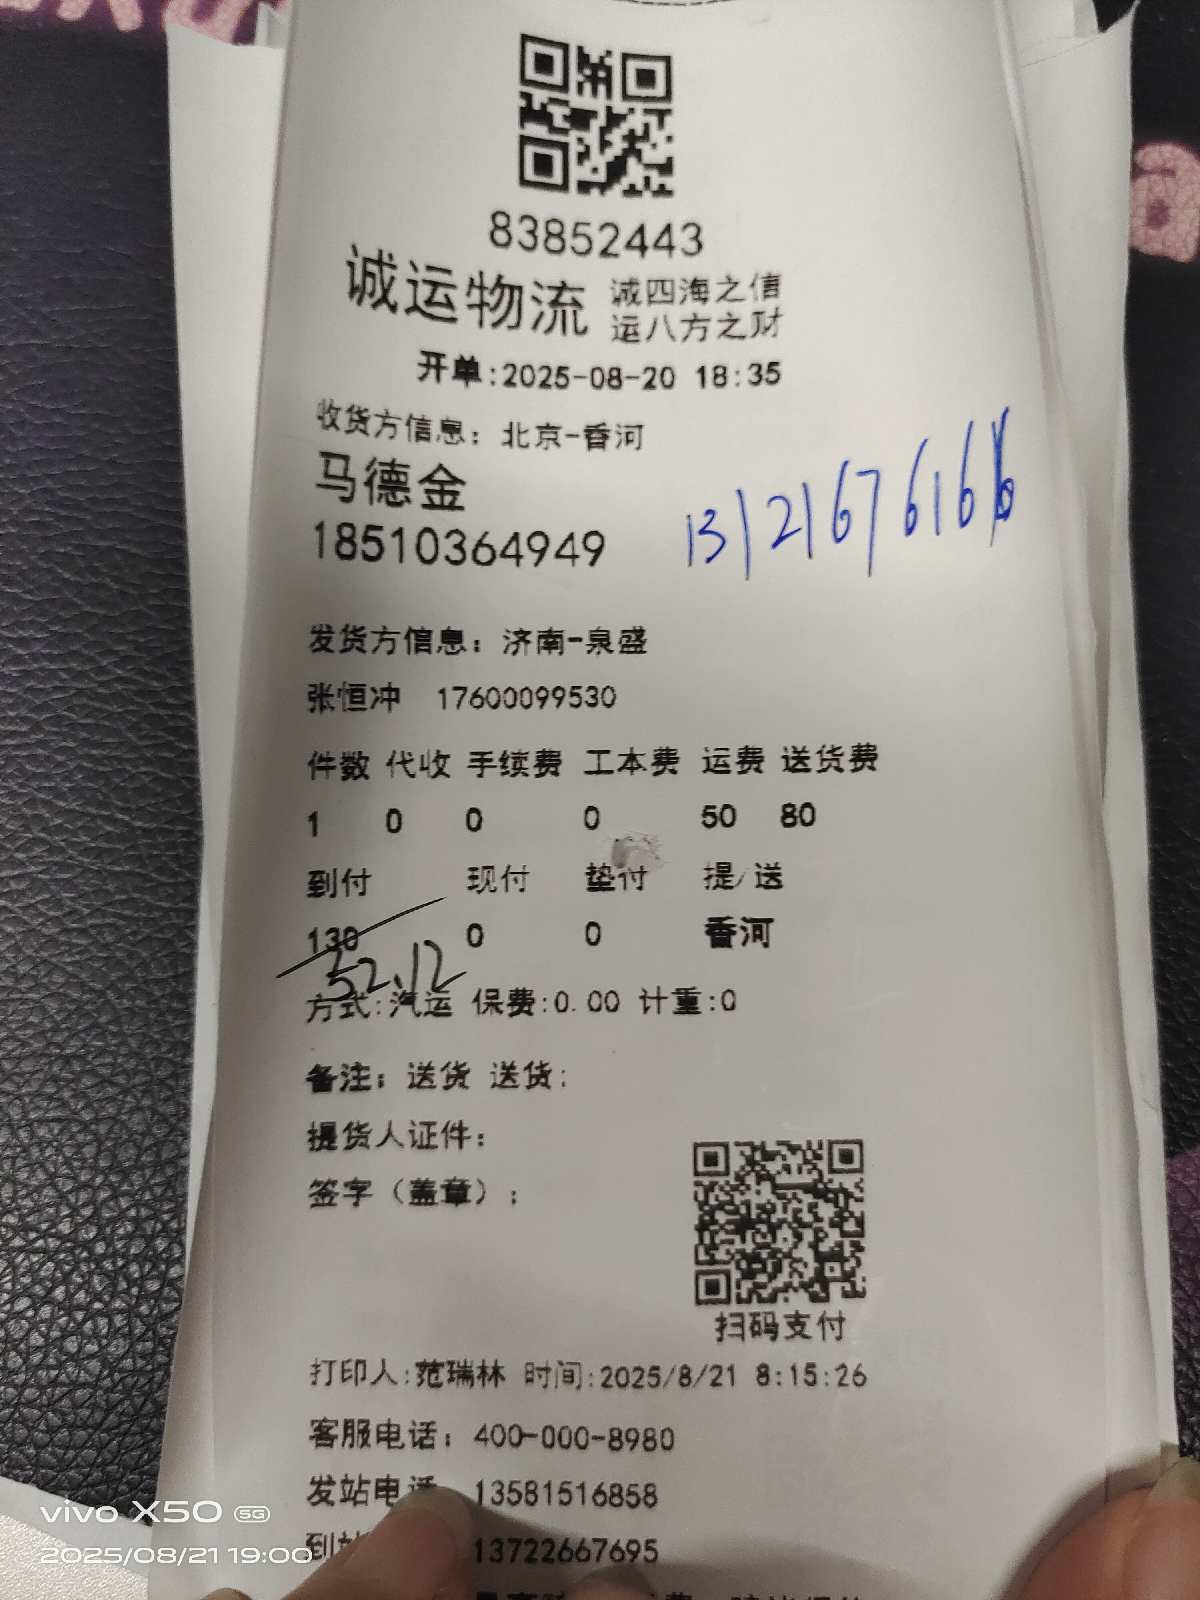 83852443
诚运物流 诚四海之信
运八方之财
开单:2025-08-20 18:35
收货方信息：北京-香河
马德金
18510364949
13121676166
发货方信息：济南-泉盛
张恒冲 17600099530
件数 代收 手续费 工本费 运费 送货费
1 0 0 0 50 80
到付 现付 垫付 提/送
130 0 0 香河
52.12
方式:汽运 保费:0.00 计重:0
备注：送货 送货:
提货人证件：
签字（盖章）：
扫码支付
打印人:范瑞林 时间:2025/8/21 8:15:26
客服电话：400-000-8980
发站电话 13581516858
到 13722667695
vivo X50 5G
2025/08/21 19:00